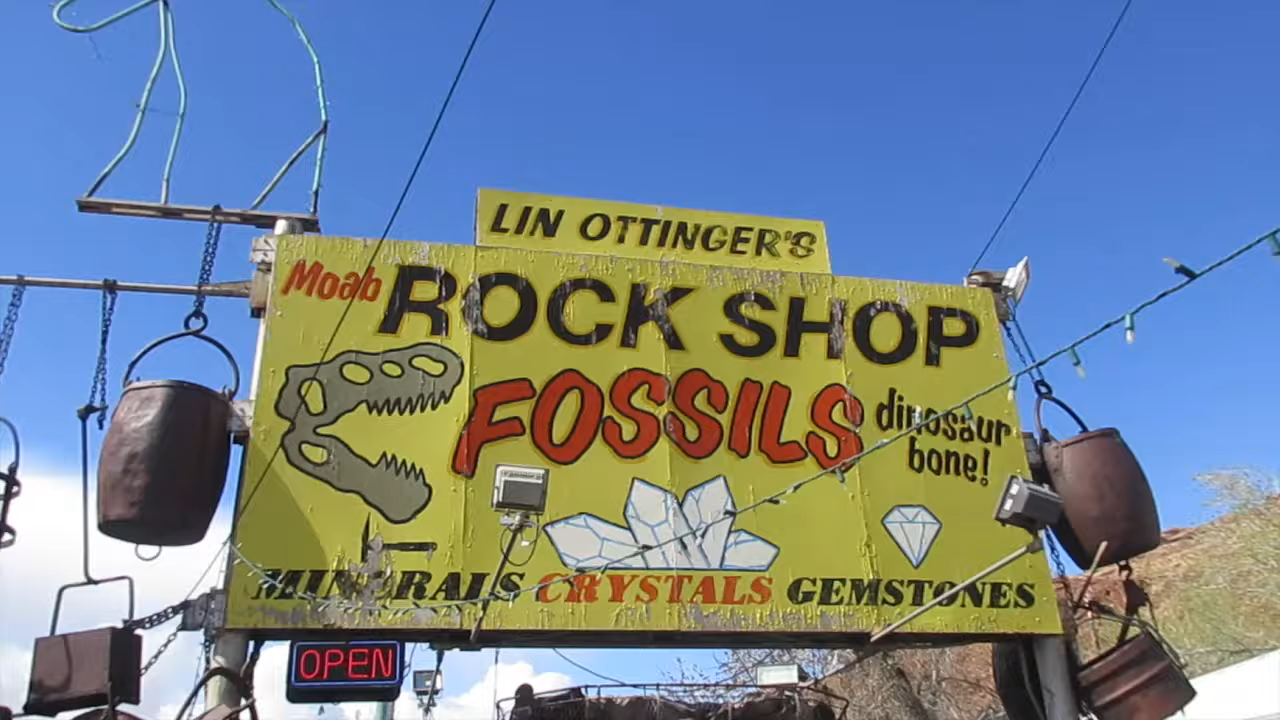 LIN OTTINGER'S
Moab ROCK SHOP
FOSSILS
dinosaur
bone!
MINERALS CRYSTALS GEMSTONES
OPEN